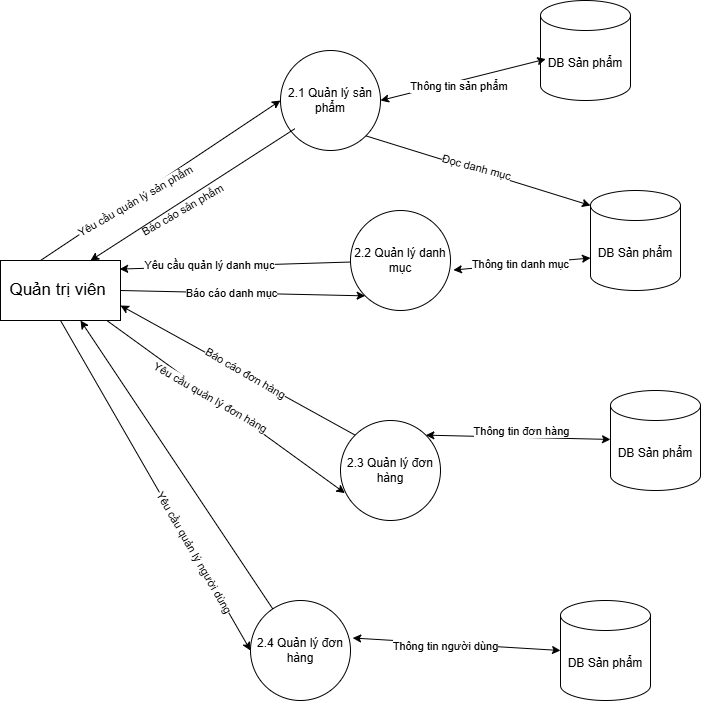 DB Sản phẩm
2.1 Quản lý sản
phẩm
Thông tin sản phẩm
Yêu cầu quản lý sản phẩm
Báo cáo sản phẩm
Đọc danh mục
DB Sản phẩm
2.2 Quản lý danh
mục
Yêu cầu quản lý danh mục
Thông tin danh mục
Quản trị viên
Báo cáo danh mục
Báo cáo đơn hàng
Yêu cầu quản lý đơn hàng
Thông tin đơn hàng
DB Sản phẩm
2.3 Quản lý đơn
hàng
Yêu cầu quản lý người dùng
2.4 Quản lý đơn
hàng
Thông tin người dùng
DB Sản phẩm